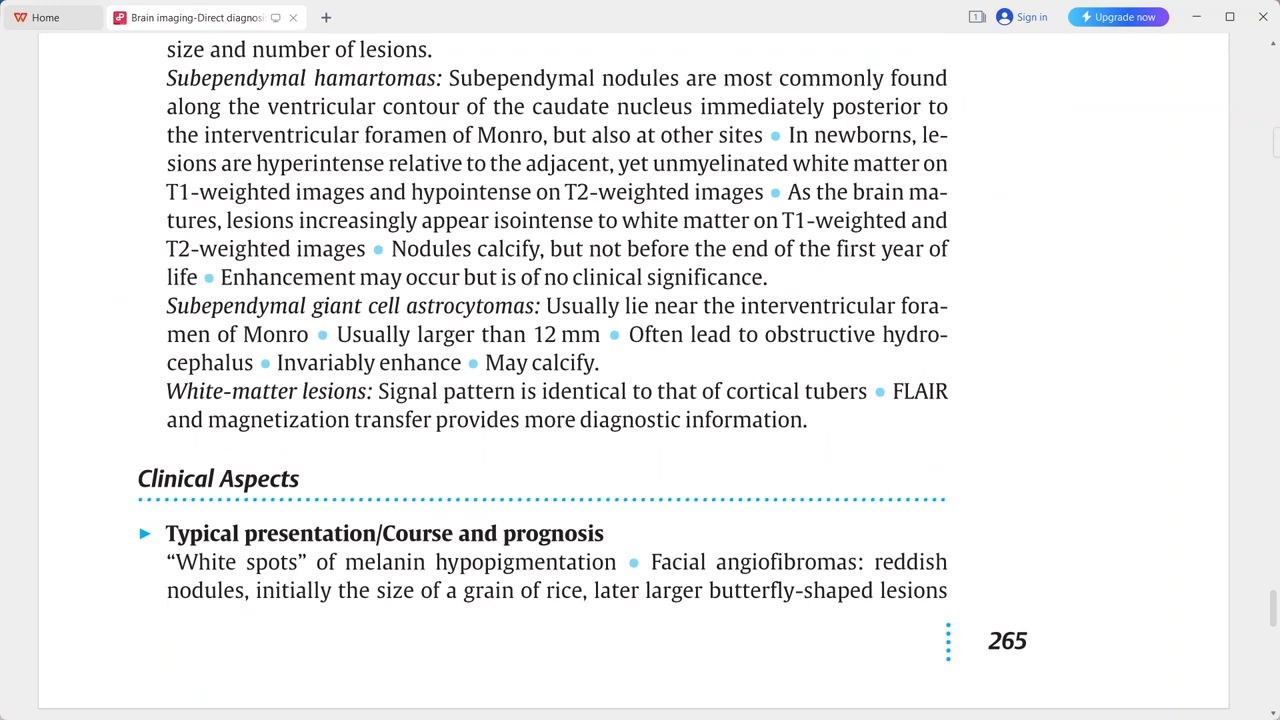 Home
Brain imaging-Direct diagnosi
1
Sign in
Upgrade now
size and number of lesions.
Subependymal hamartomas: Subependymal nodules are most commonly found
along the ventricular contour of the caudate nucleus immediately posterior to
the interventricular foramen of Monro, but also at other sites • In newborns, le-
sions are hyperintense relative to the adjacent, yet unmyelinated white matter on
T1-weighted images and hypointense on T2-weighted images • As the brain ma-
tures, lesions increasingly appear isointense to white matter on T1-weighted and
T2-weighted images • Nodules calcify, but not before the end of the first year of
life • Enhancement may occur but is of no clinical significance.
Subependymal giant cell astrocytomas: Usually lie near the interventricular fora-
men of Monro • Usually larger than 12 mm • Often lead to obstructive hydro-
cephalus • Invariably enhance • May calcify.
White-matter lesions: Signal pattern is identical to that of cortical tubers • FLAIR
and magnetization transfer provides more diagnostic information.
Clinical Aspects
► Typical presentation/Course and prognosis
“White spots” of melanin hypopigmentation • Facial angiofibromas: reddish
nodules, initially the size of a grain of rice, later larger butterfly-shaped lesions
265